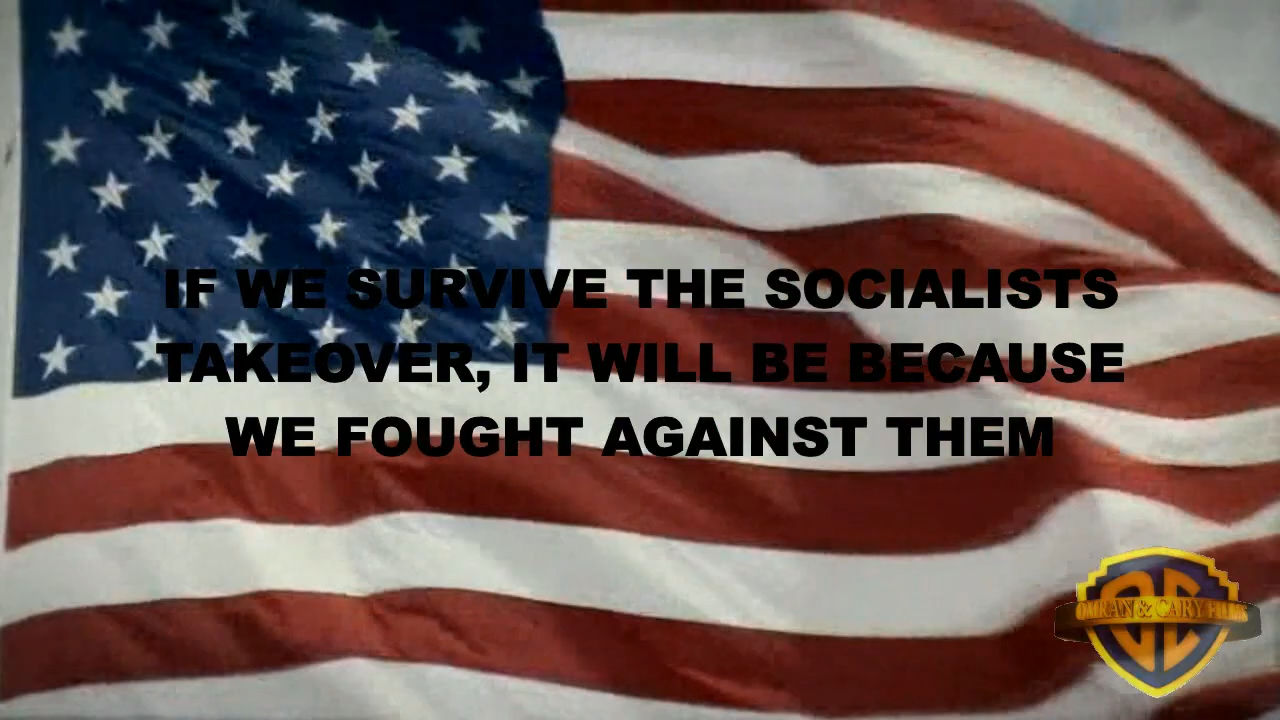 IF WE SURVIVE THE SOCIALISTS
TAKEOVER, IT WILL BE BECAUSE
WE FOUGHT AGAINST THEM
OMRAN & CARY FILMS